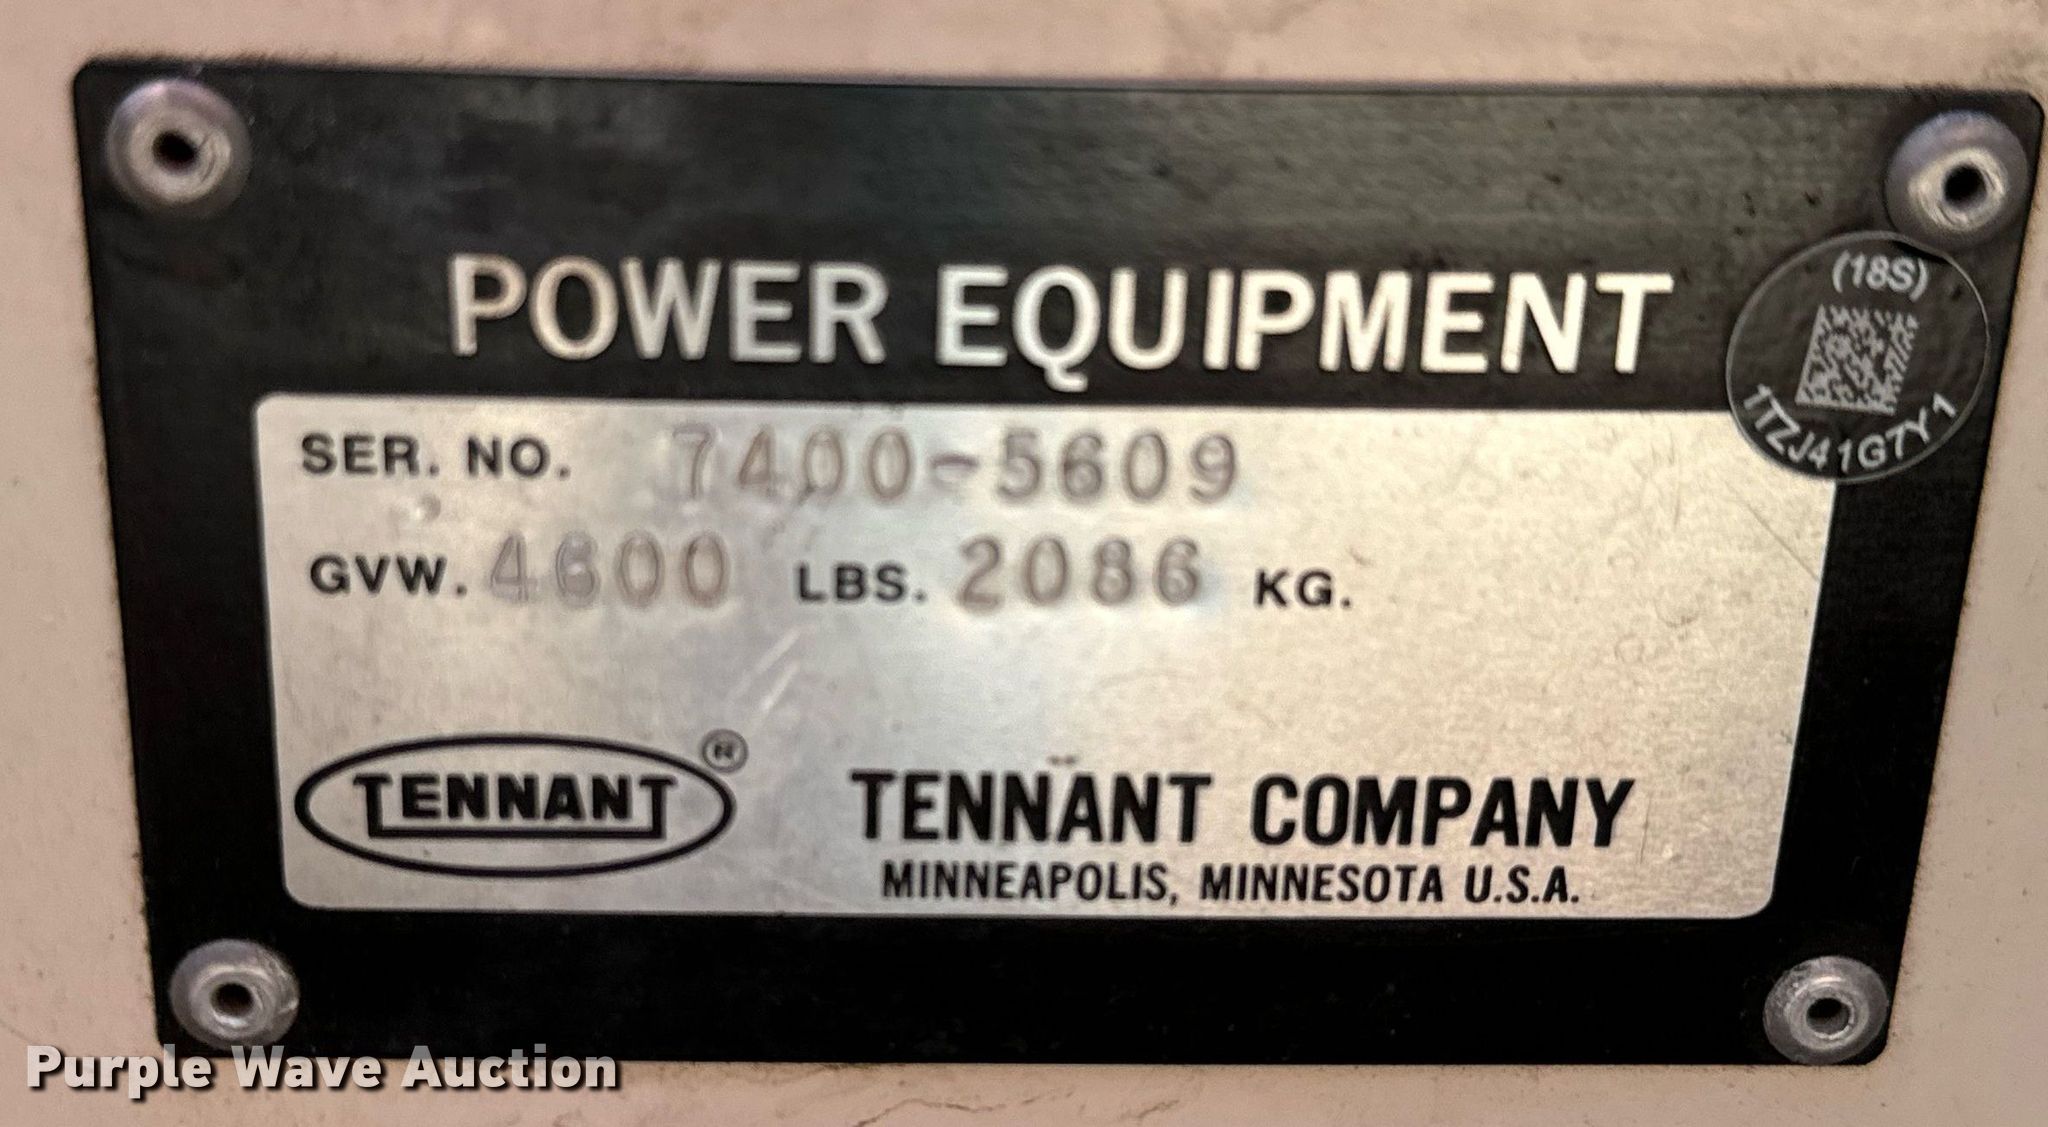 POWER EQUIPMENT
(18S)
1TZJ41G7Y1
SER. NO. 7400-5609
GVW. 4600 LBS. 2086 KG.
TENNANT ®
TENNANT COMPANY
MINNEAPOLIS, MINNESOTA U.S.A.
Purple Wave Auction